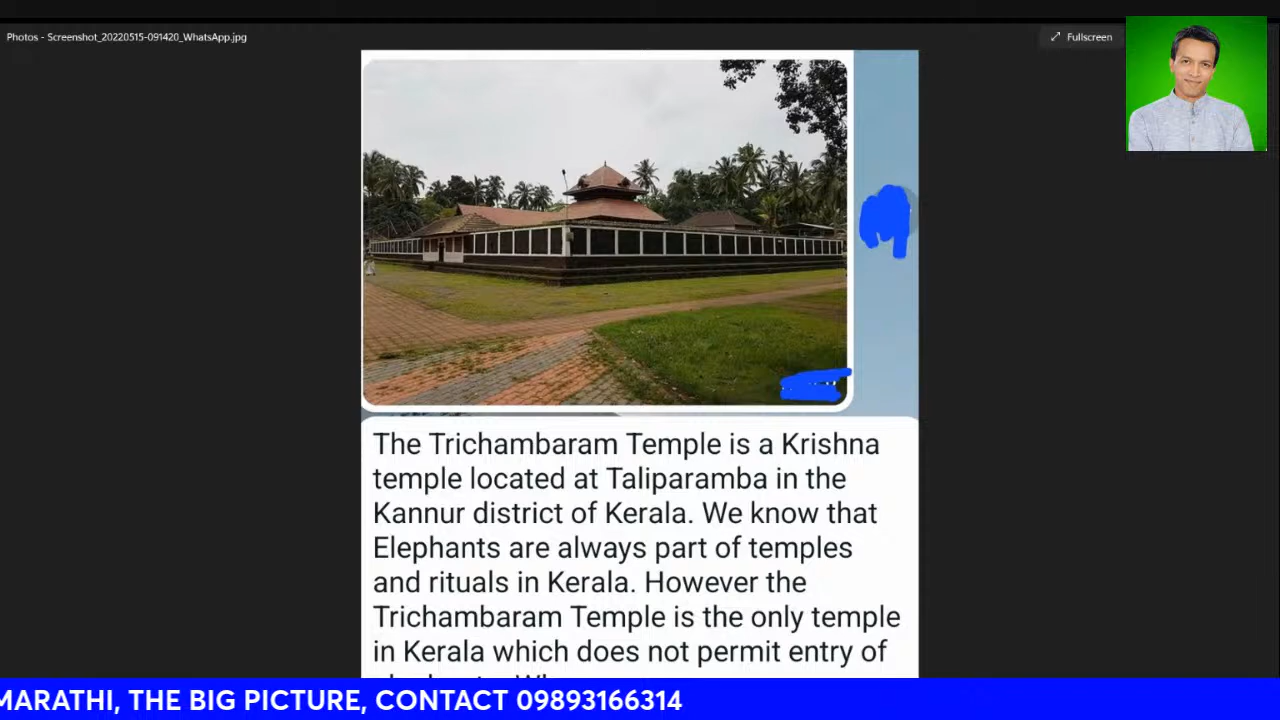 Photos - Screenshot_20220515-091420_WhatsApp.jpg
Fullscreen
The Trichambaram Temple is a Krishna
temple located at Taliparamba in the
Kannur district of Kerala. We know that
Elephants are always part of temples
and rituals in Kerala. However the
Trichambaram Temple is the only temple
in Kerala which does not permit entry of
MARATHI, THE BIG PICTURE, CONTACT 09893166314